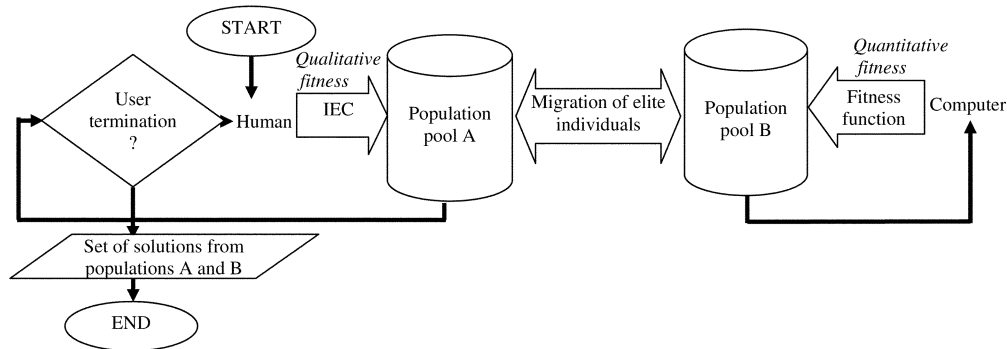 START
User
termination
?
Human
Qualitative
fitness
IEC
Population
pool A
Migration of elite
individuals
Population
pool B
Quantitative
fitness
Fitness
function
Computer
Set of solutions from
populations A and B
END